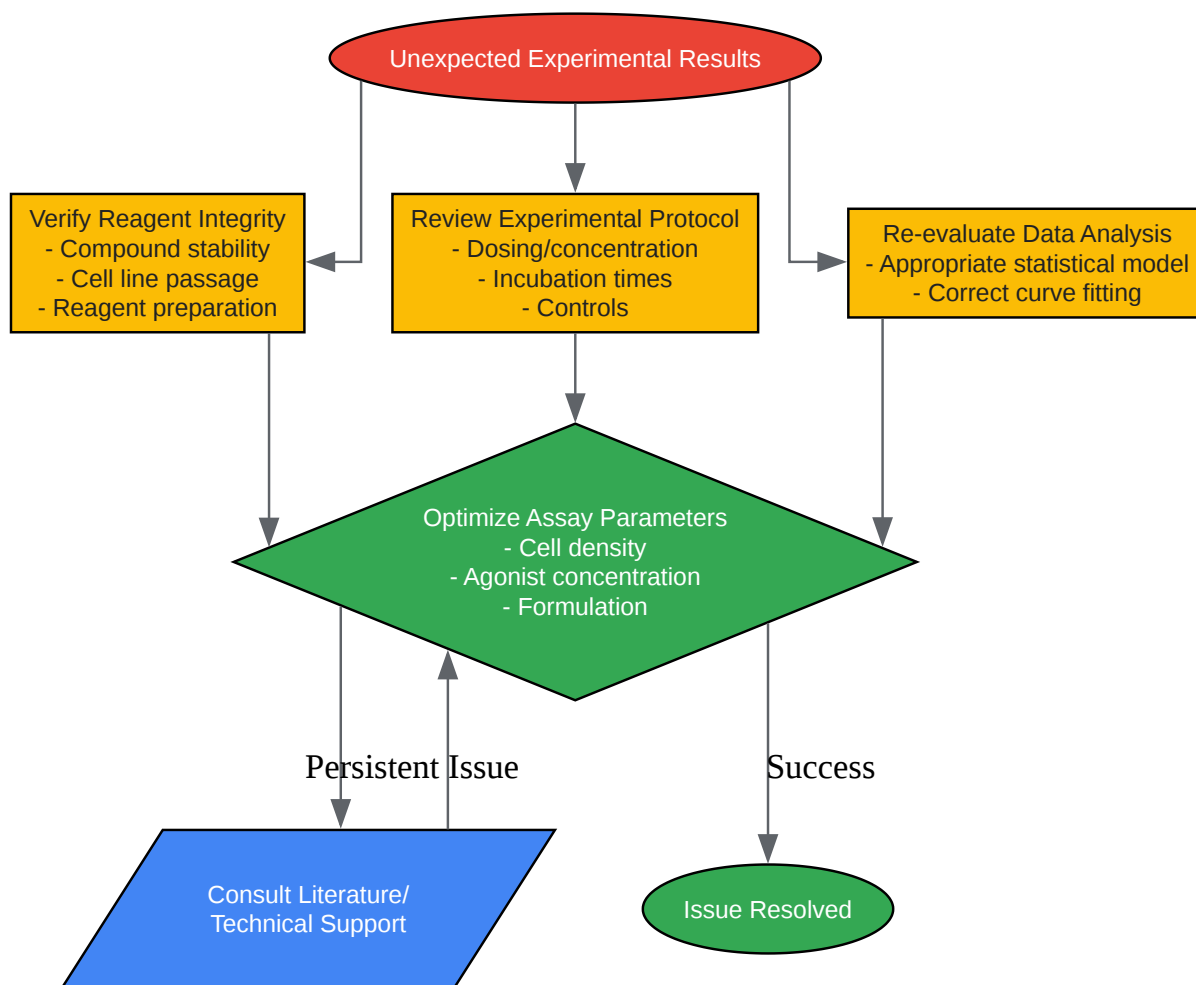 Unexpected Experimental Results
Verify Reagent Integrity
- Compound stability
- Cell line passage
- Reagent preparation
Review Experimental Protocol
- Dosing/concentration
- Incubation times
- Controls
Re-evaluate Data Analysis
- Appropriate statistical model
- Correct curve fitting
Optimize Assay Parameters
- Cell density
- Agonist concentration
- Formulation
Persistent Issue
Success
Consult Literature/
Technical Support
Issue Resolved